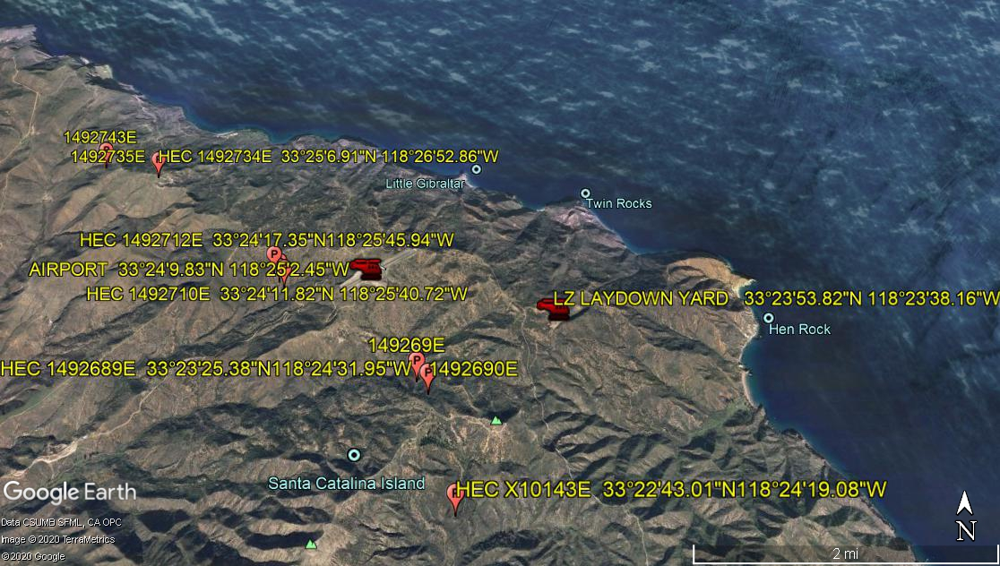 1492743E
1492735E HEC 1492734E 33°25'6.91"N 118°26'52.86"W
Little Gibraltar
Twin Rocks
HEC 1492712E 33°24'17.35"N118°25'45.94"W
AIRPORT 33°24'9.83"N 118°25'2.45"W
HEC 1492710E 33°24'11.82"N 118°25'40.72"W
LZ LAYDOWN YARD 33°23'53.82"N 118°23'38.16"W
Hen Rock
149269E
HEC 1492689E 33°23'25.38"N118°24'31.95"W 1492690E
Santa Catalina Island
HEC X10143E 33°22'43.01"N118°24'19.08"W
Google Earth
Data CSUMB SFML, CA OPC
Image © 2020 TerraMetrics
©2020 Google
N
2 mi